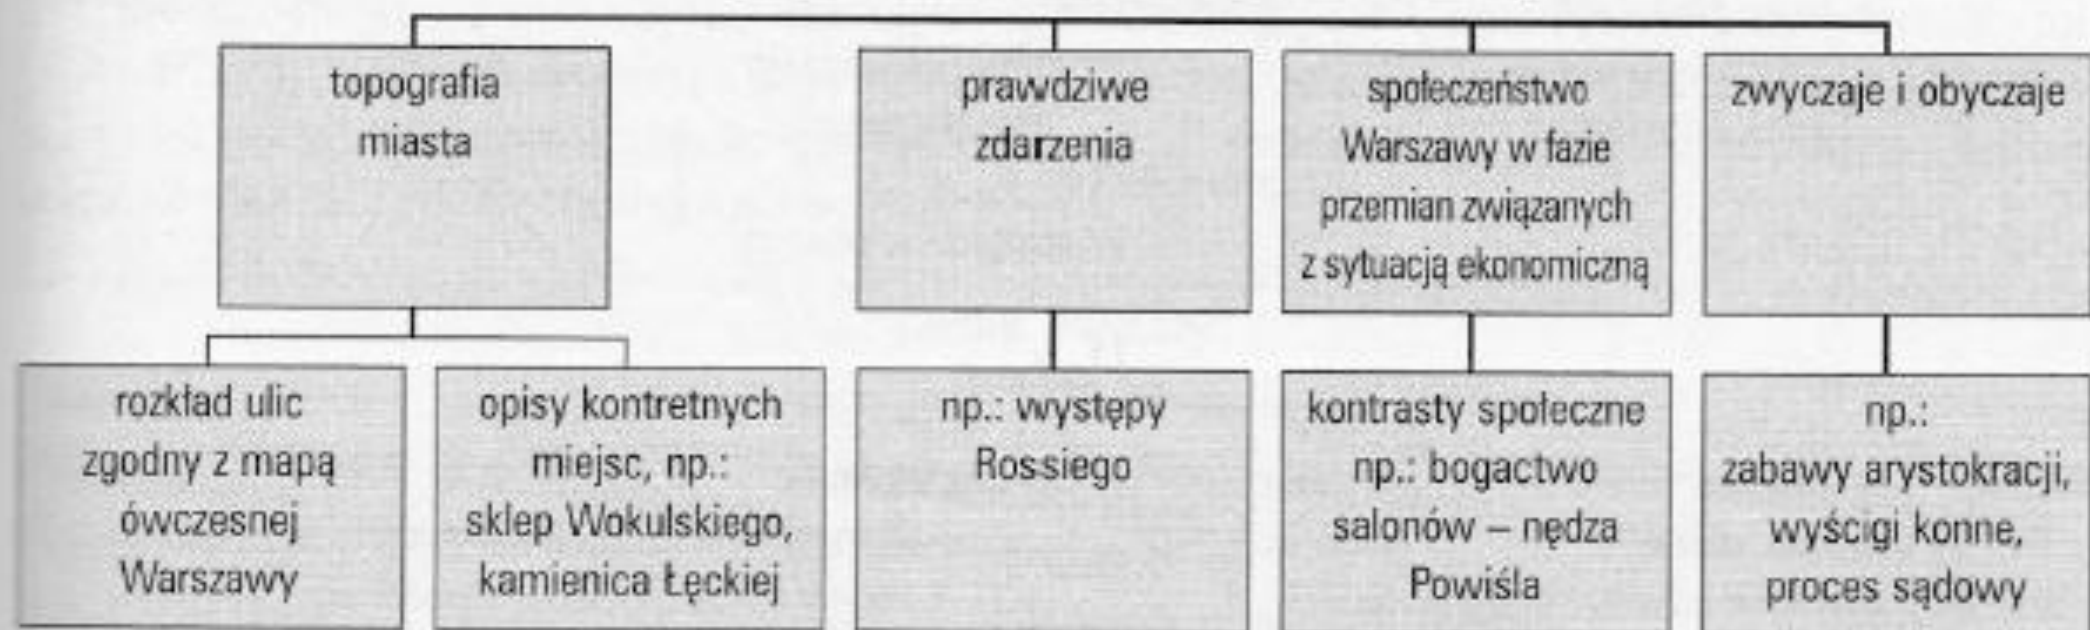 topografia
miasta
prawdziwe
zdarzenia
społeczeństwo
Warszawy w fazie
przemian związanych
z sytuacją ekonomiczną
zwyczaje i obyczaje
rozkład ulic
zgodny z mapą
ówczesnej
Warszawy
opisy kontretnych
miejsc, np.:
sklep Wokulskiego,
kamienica Łęckiej
np.: występy
Rossiego
kontrasty społeczne
np.: bogactwo
salonów – nędza
Powiśla
np.:
zabawy arystokracji,
wyścigi konne,
proces sądowy